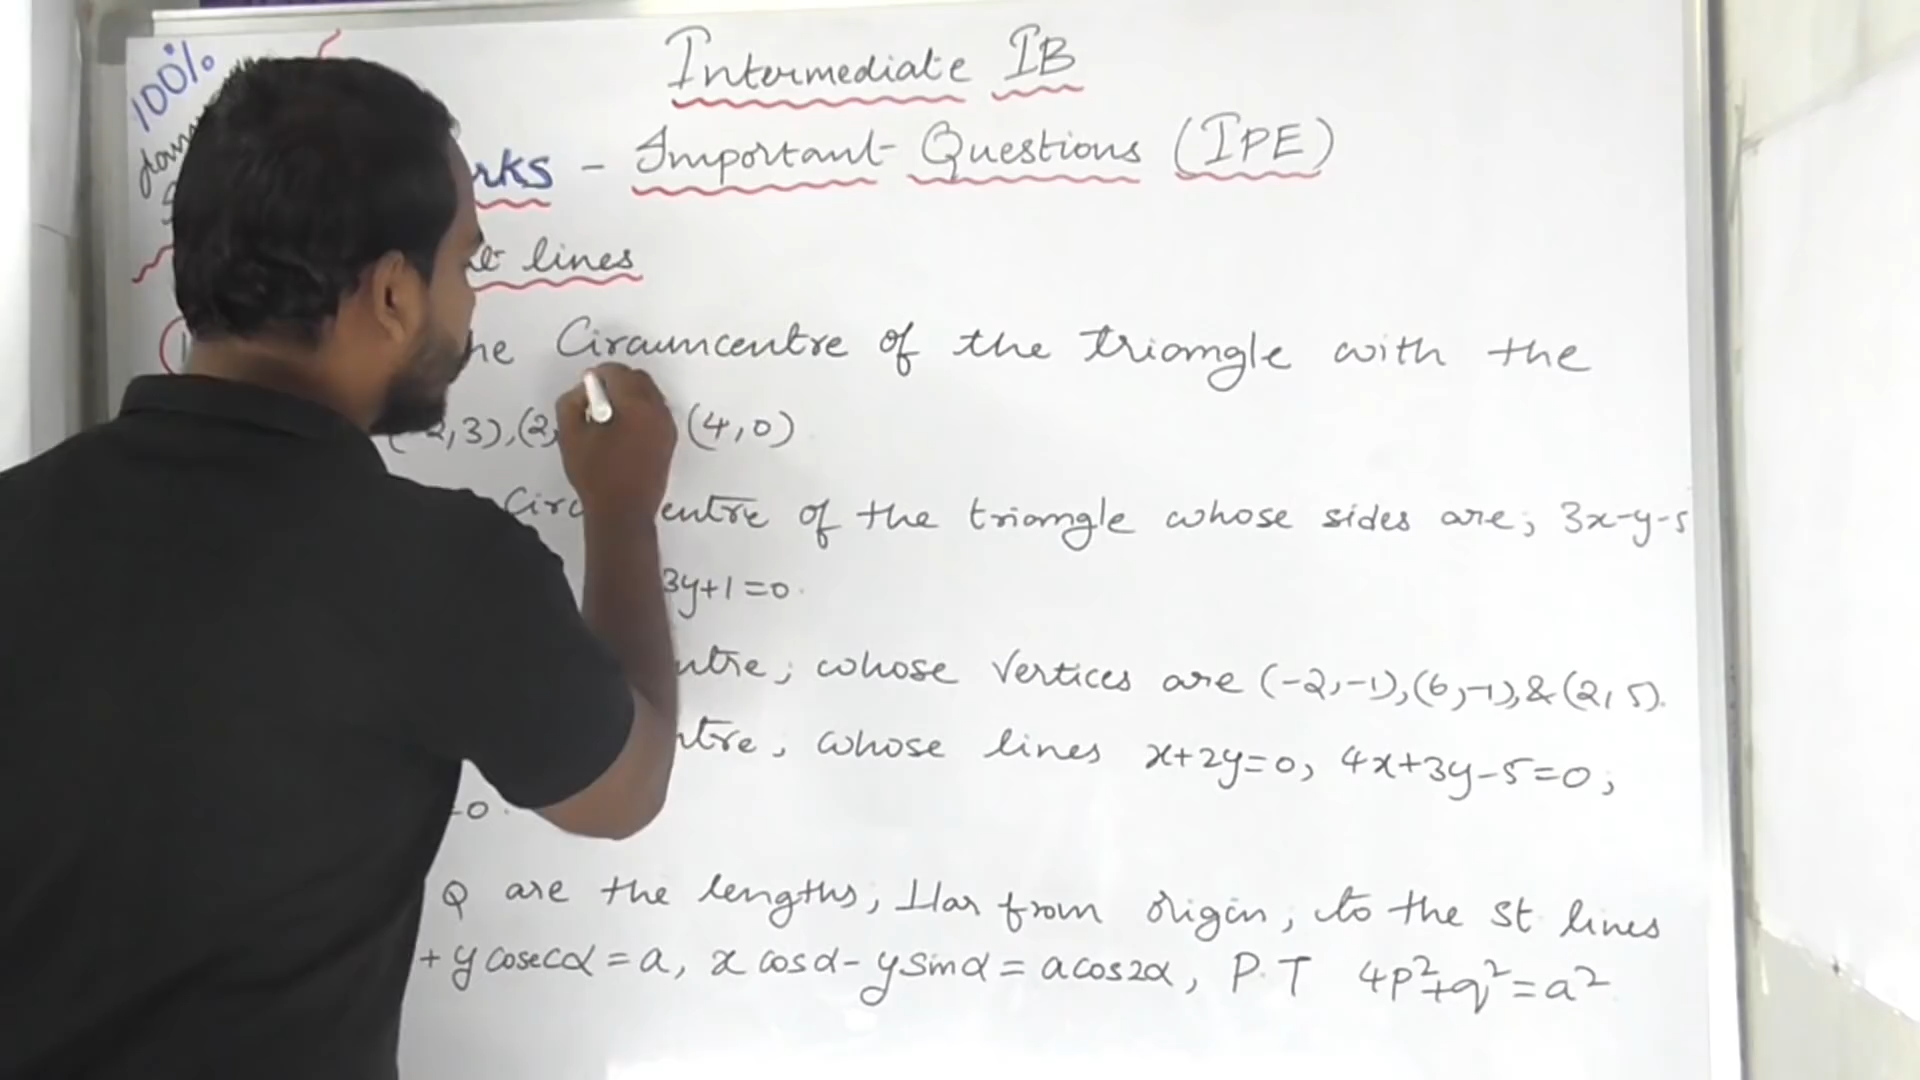 100%
Intermediate IB
rks - Important Questions (IPE)
lines
he Circumcentre of the triangle with the
2,3),(2, (4,0)
Circ entre of the triangle whose sides are; 3x-y-5
3y+1=0.
ntre; whose vertices are (-2,-1),(6,-1),&(2,5).
ntre, whose lines x+2y=0, 4x+3y-5=0;
=0.
Q are the lengths, ⊥lar from origin, to the st lines
+ y cosecα = a, x cosα - y sinα = a cos2α, P.T 4p²+q²=a²